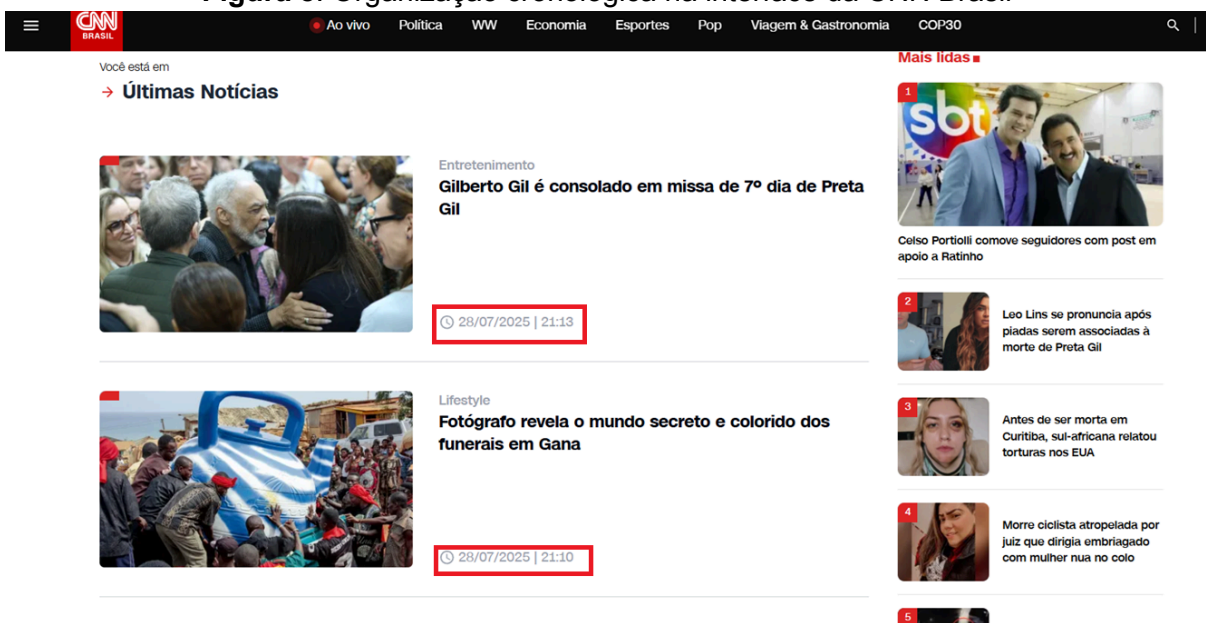 CNN
BRASIL
Ao vivo
Política
WW
Economia
Esportes
Pop
Viagem & Gastronomia
COP30
Você está em
→ Últimas Notícias
Entretenimento
Gilberto Gil é consolado em missa de 7º dia de Preta
Gil
28/07/2025 | 21:13
Lifestyle
Fotógrafo revela o mundo secreto e colorido dos
funerais em Gana
28/07/2025 | 21:10
Mais lidas
1
sbt
Celso Portiolli comove seguidores com post em
apoio a Ratinho
2
Leo Lins se pronuncia após
piadas serem associadas à
morte de Preta Gil
3
Antes de ser morta em
Curitiba, sul-africana relatou
torturas nos EUA
4
Morre ciclista atropelada por
juiz que dirigia embriagado
com mulher nua no colo
5